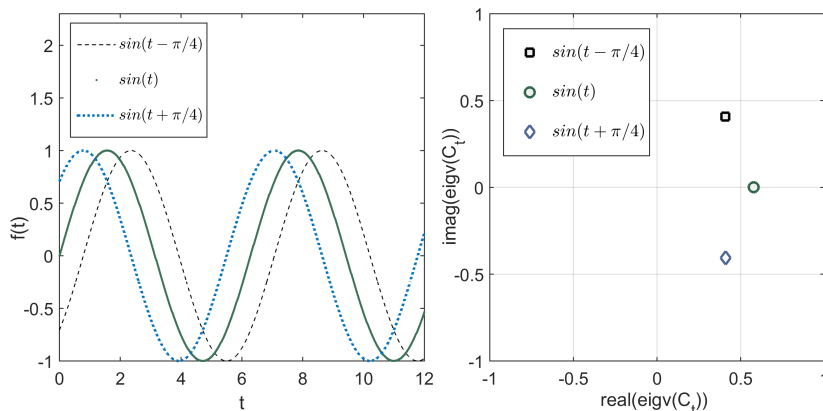 2
1.5
1
0.5
0
-0.5
-1
f(t)
0 2 4 6 8 10 12
t
sin(t − π/4)
sin(t)
sin(t + π/4)
1
0.5
0
-0.5
-1
imag(eigv(C_t))
-1 -0.5 0 0.5 1
real(eigv(C_t))
sin(t − π/4)
sin(t)
sin(t + π/4)